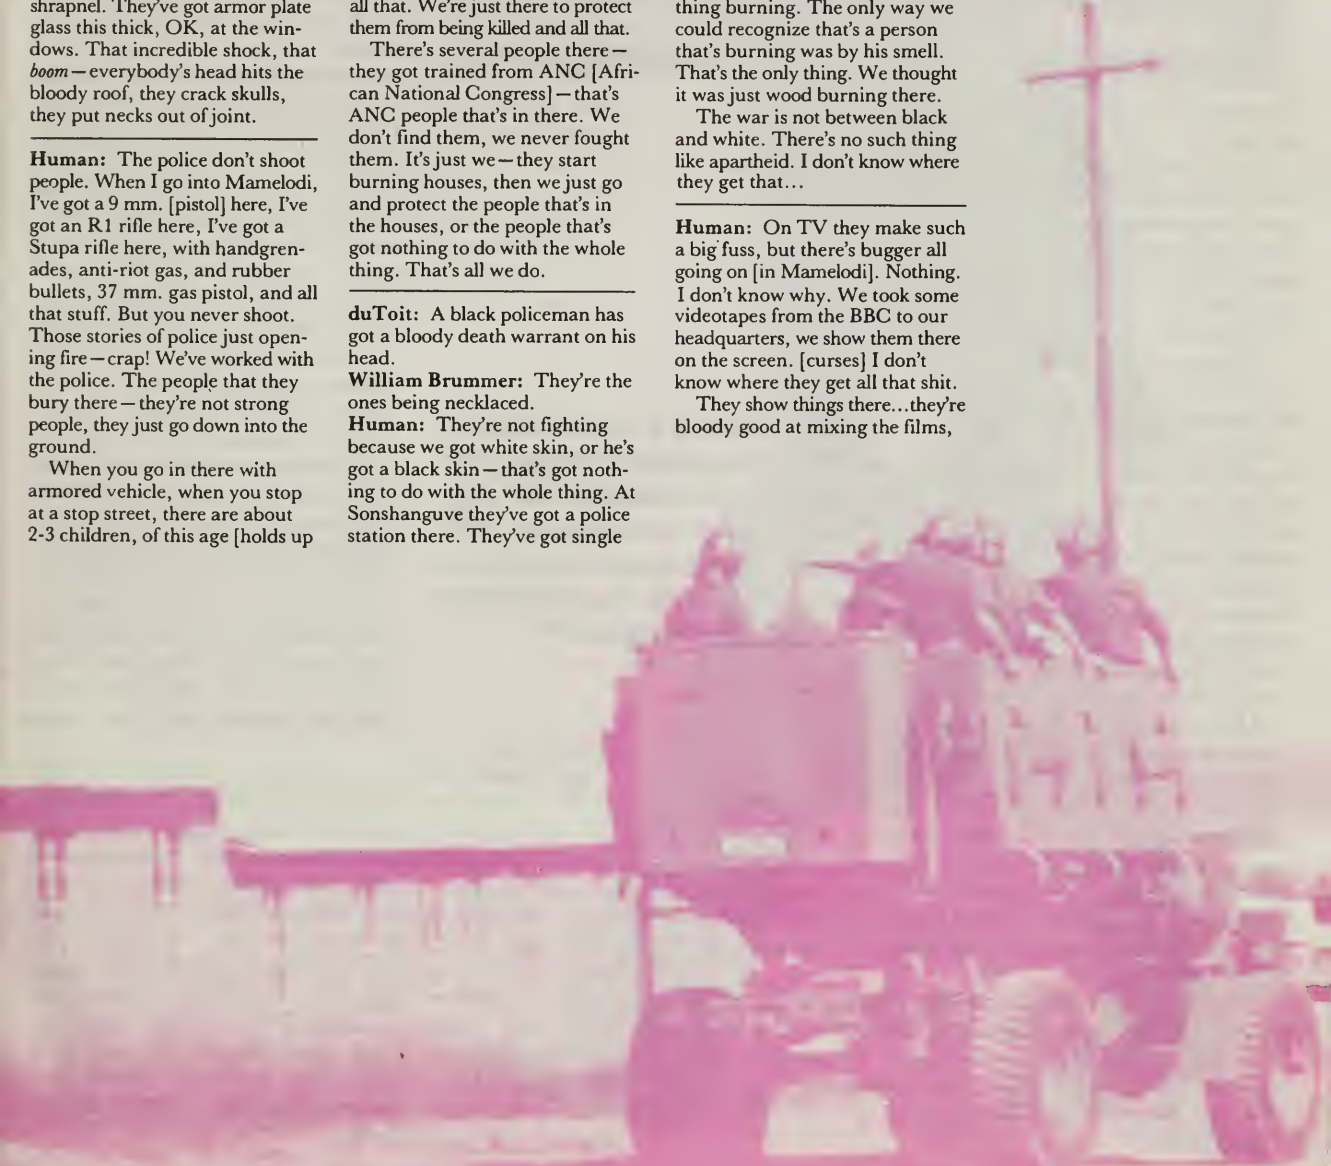 shrapnel. They've got armor plate
glass this thick, OK, at the win-
dows. That incredible shock, that
boom—everybody's head hits the
bloody roof, they crack skulls,
they put necks out of joint.
Human: The police don't shoot
people. When I go into Mamelodi,
I've got a 9 mm. [pistol] here, I've
got an R1 rifle here, I've got a
Stupa rifle here, with handgren-
ades, anti-riot gas, and rubber
bullets, 37 mm. gas pistol, and all
that stuff. But you never shoot.
Those stories of police just open-
ing fire—crap! We've worked with
the police. The people that they
bury there—they're not strong
people, they just go down into the
ground.
When you go in there with
armored vehicle, when you stop
at a stop street, there are about
2-3 children, of this age [holds up
all that. We're just there to protect
them from being killed and all that.
There's several people there—
they got trained from ANC [Afri-
can National Congress]—that's
ANC people that's in there. We
don't find them, we never fought
them. It's just we—they start
burning houses, then we just go
and protect the people that's in
the houses, or the people that's
got nothing to do with the whole
thing. That's all we do.
duToit: A black policeman has
got a bloody death warrant on his
head.
William Brummer: They're the
ones being necklaced.
Human: They're not fighting
because we got white skin, or he's
got a black skin—that's got noth-
ing to do with the whole thing. At
Sonshanguve they've got a police
station there. They've got single
thing burning. The only way we
could recognize that's a person
that's burning was by his smell.
That's the only thing. We thought
it was just wood burning there.
The war is not between black
and white. There's no such thing
like apartheid. I don't know where
they get that...
Human: On TV they make such
a big fuss, but there's bugger all
going on [in Mamelodi]. Nothing.
I don't know why. We took some
videotapes from the BBC to our
headquarters, we show them there
on the screen. [curses] I don't
know where they get all that shit.
They show things there...they're
bloody good at mixing the films,